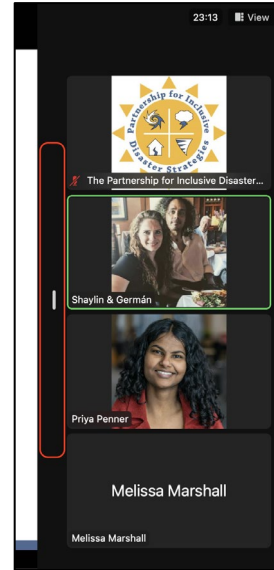 23:13 View
Partnership for Inclusive
Disaster Strategies
The Partnership for Inclusive Disaster...
Shaylin & Germán
Priya Penner
Melissa Marshall
Melissa Marshall